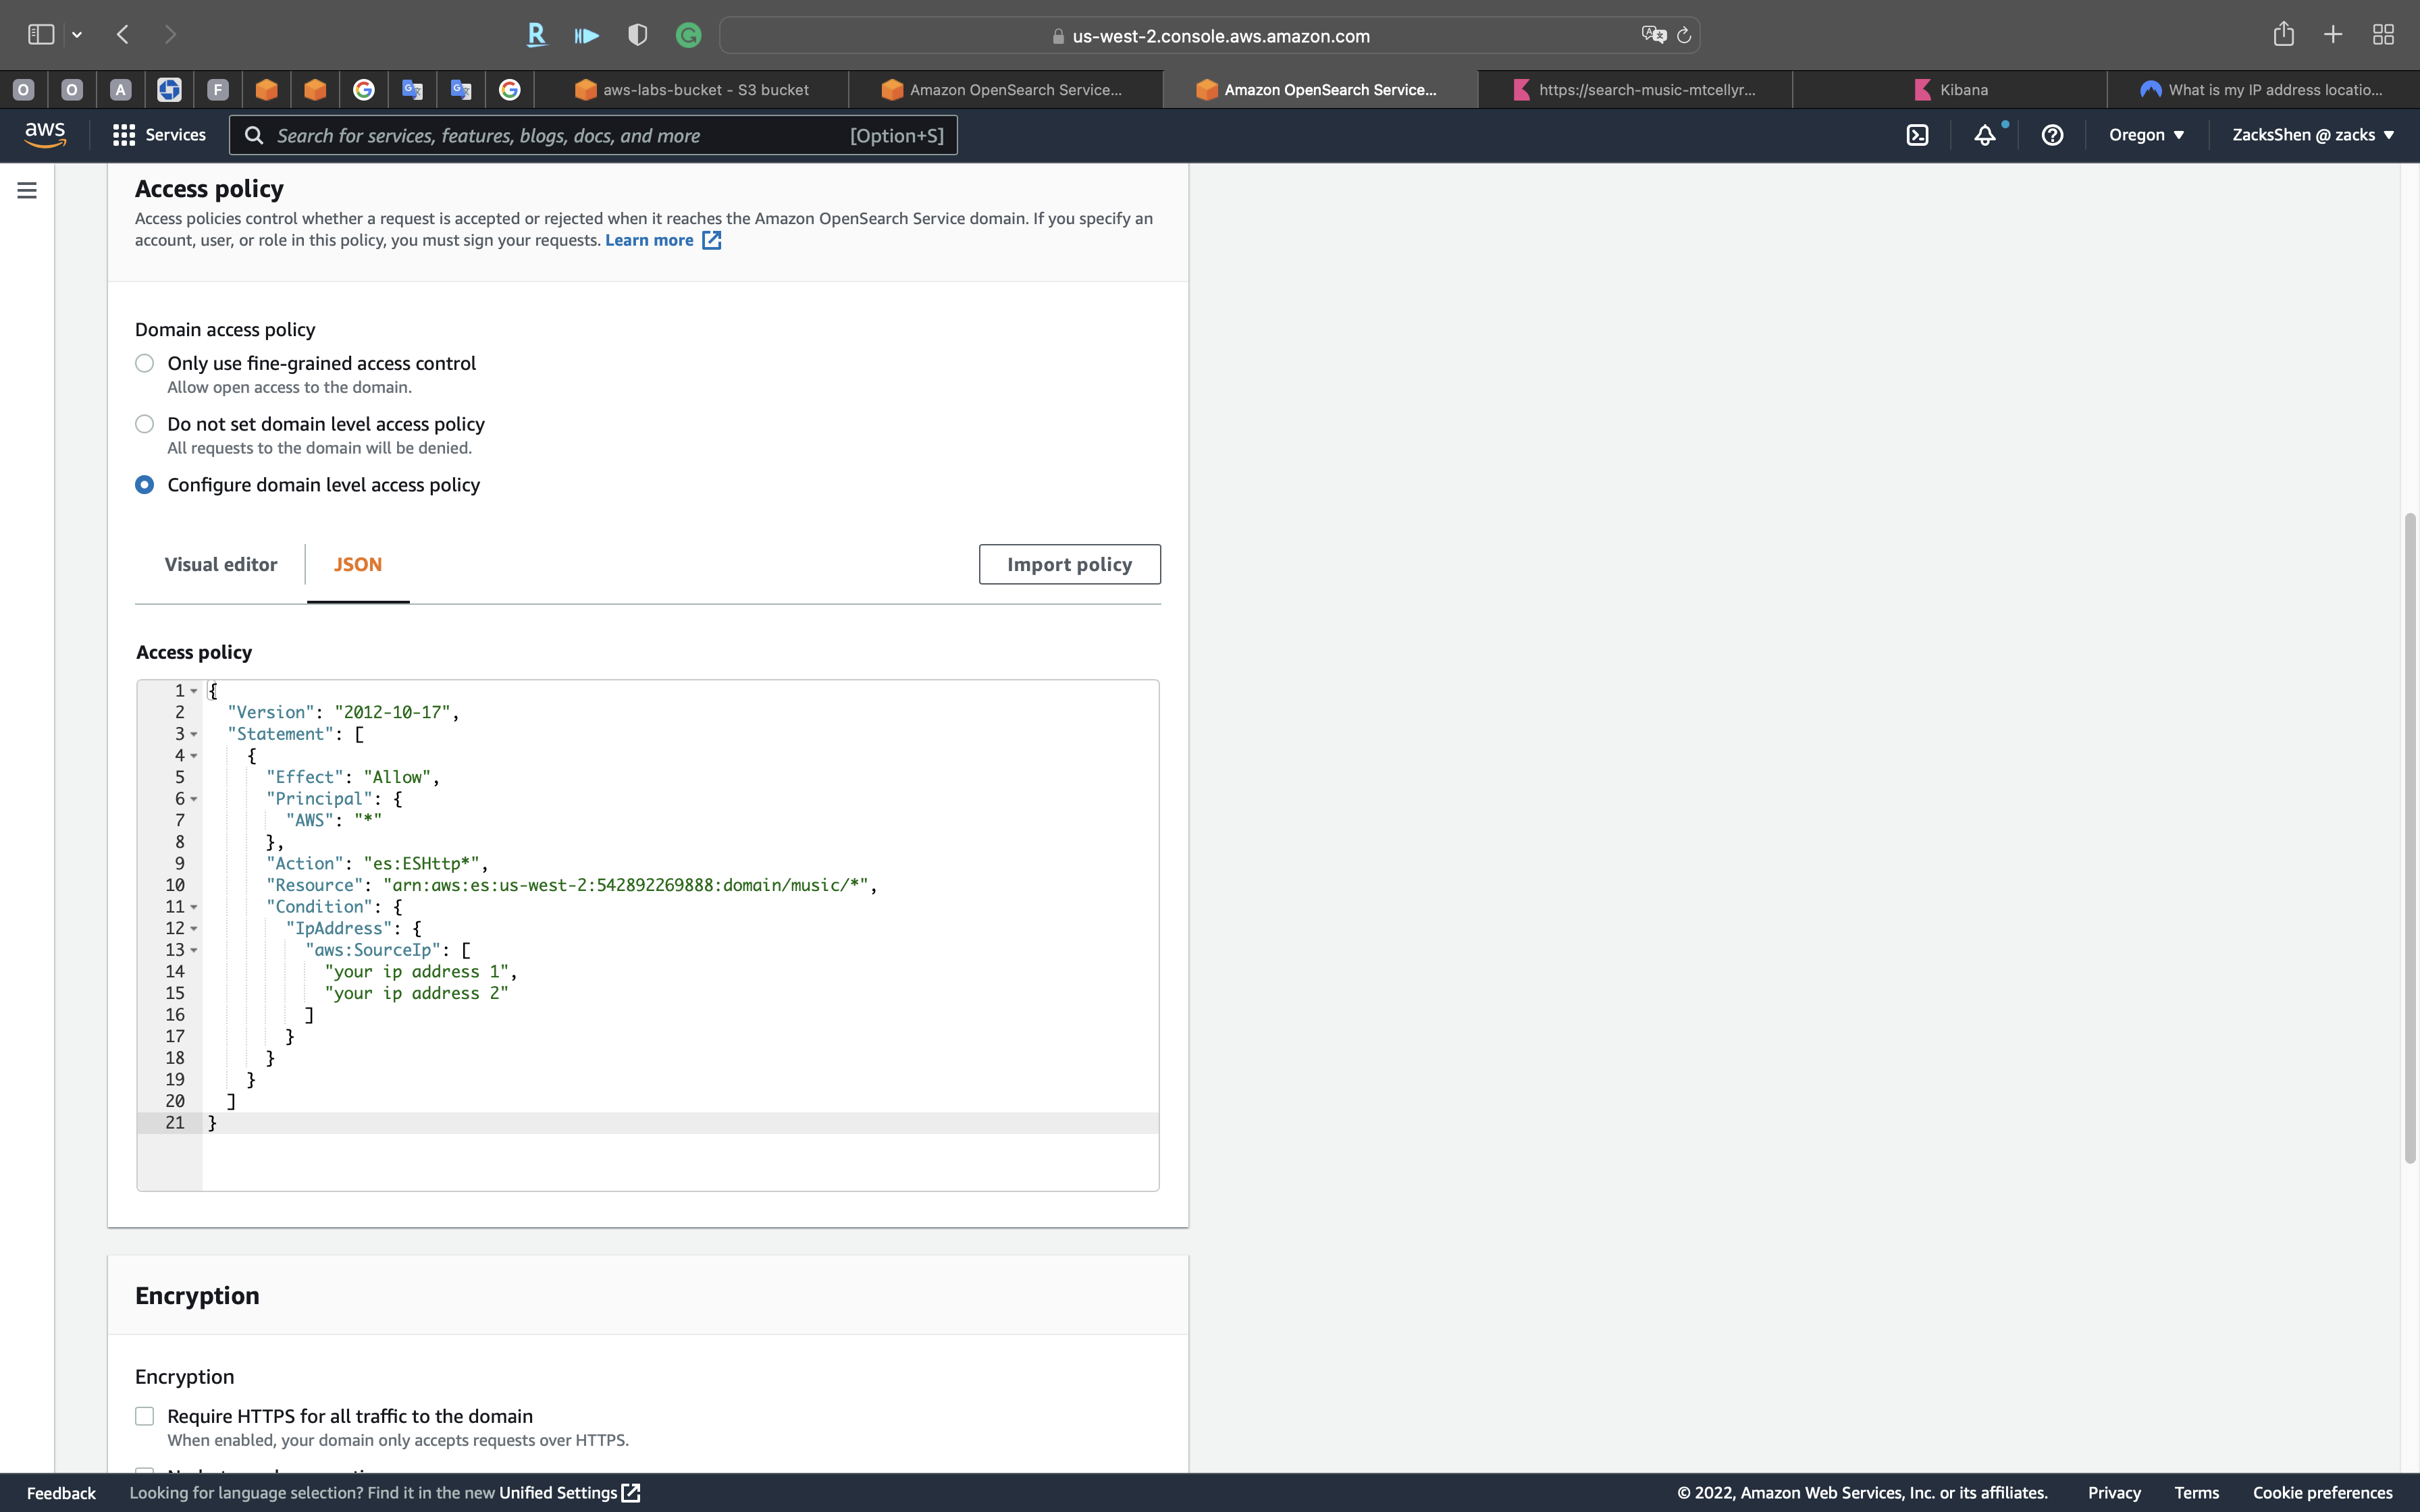 us-west-2.console.aws.amazon.com
O O A F aws-labs-bucket - S3 bucket Amazon OpenSearch Service... Amazon OpenSearch Service... https://search-music-mtcellyr... Kibana What is my IP address locatio...
aws Services Search for services, features, blogs, docs, and more [Option+S] Oregon ▼ ZacksShen @ zacks ▼
Access policy
Access policies control whether a request is accepted or rejected when it reaches the Amazon OpenSearch Service domain. If you specify an
account, user, or role in this policy, you must sign your requests. Learn more
Domain access policy
Only use fine-grained access control
Allow open access to the domain.
Do not set domain level access policy
All requests to the domain will be denied.
Configure domain level access policy
Visual editor JSON Import policy
Access policy
1 {
2 "Version": "2012-10-17",
3 "Statement": [
4 {
5 "Effect": "Allow",
6 "Principal": {
7 "AWS": "*"
8 },
9 "Action": "es:ESHttp*",
10 "Resource": "arn:aws:es:us-west-2:542892269888:domain/music/*",
11 "Condition": {
12 "IpAddress": {
13 "aws:SourceIp": [
14 "your ip address 1",
15 "your ip address 2"
16 ]
17 }
18 }
19 }
20 ]
21 }
Encryption
Encryption
Require HTTPS for all traffic to the domain
When enabled, your domain only accepts requests over HTTPS.
Feedback Looking for language selection? Find it in the new Unified Settings © 2022, Amazon Web Services, Inc. or its affiliates. Privacy Terms Cookie preferences